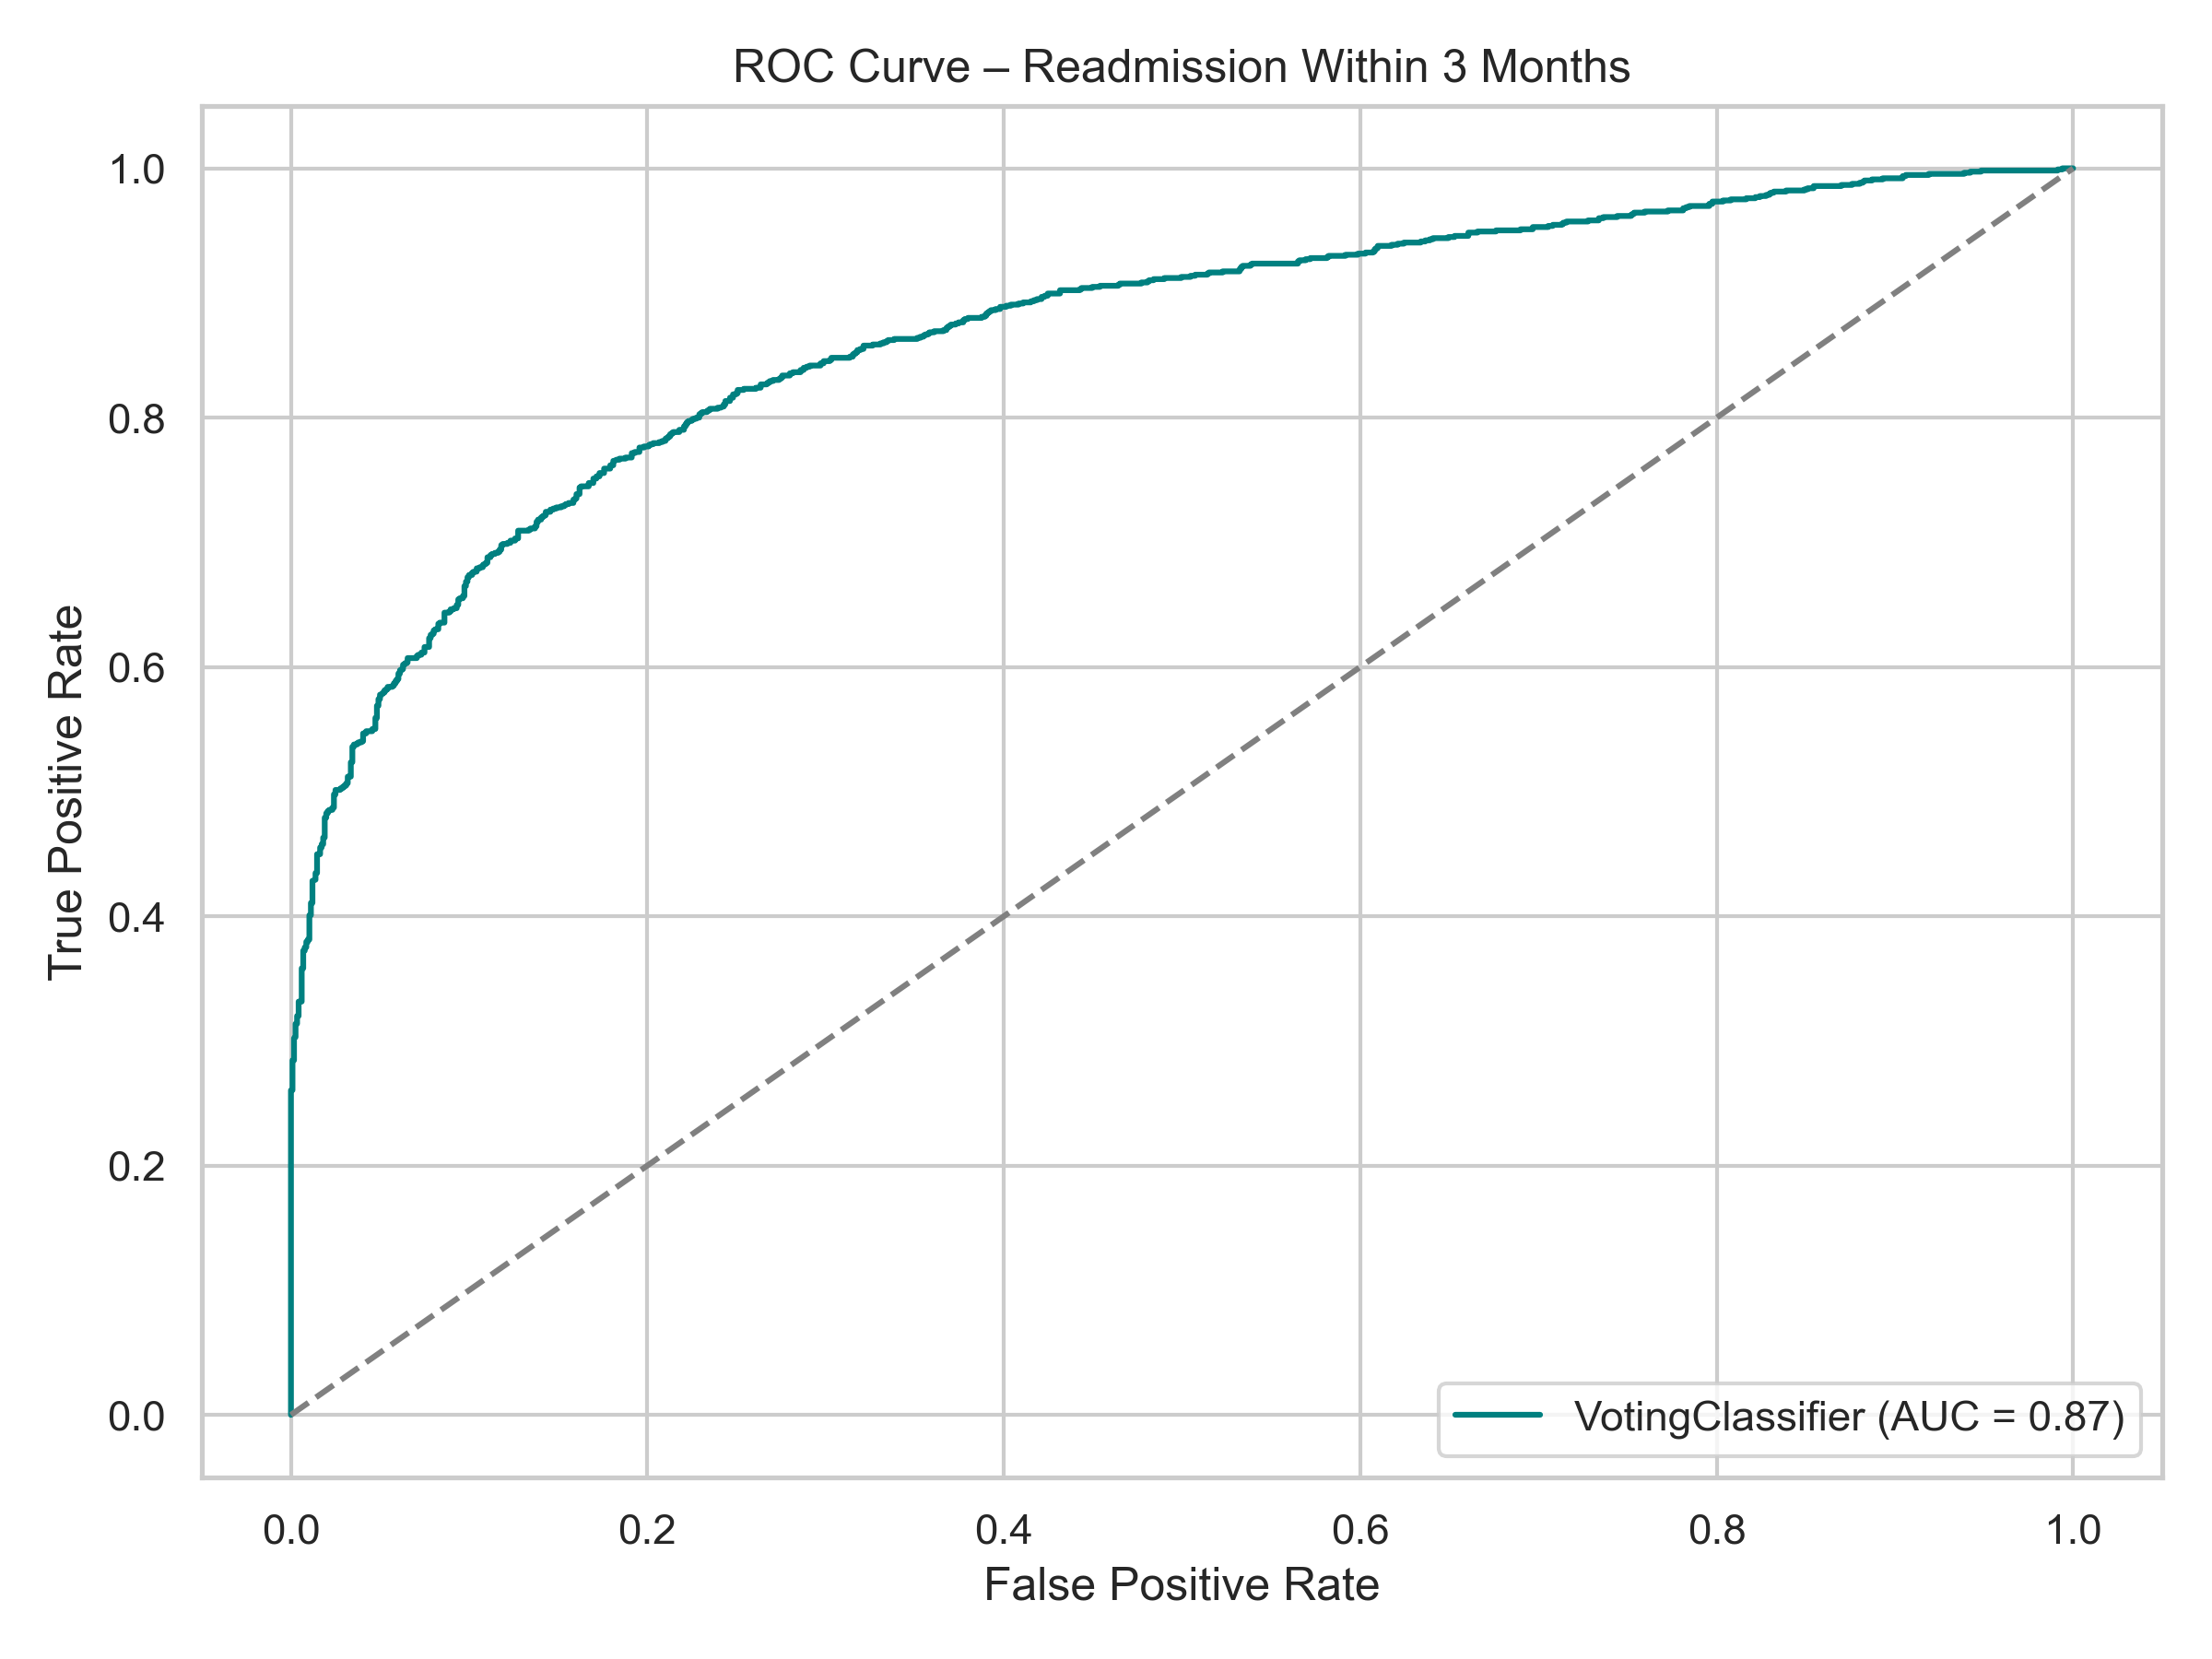 ROC Curve – Readmission Within 3 Months
True Positive Rate
1.0
0.8
0.6
0.4
0.2
0.0
VotingClassifier (AUC = 0.87)
0.0 0.2 0.4 0.6 0.8 1.0
False Positive Rate